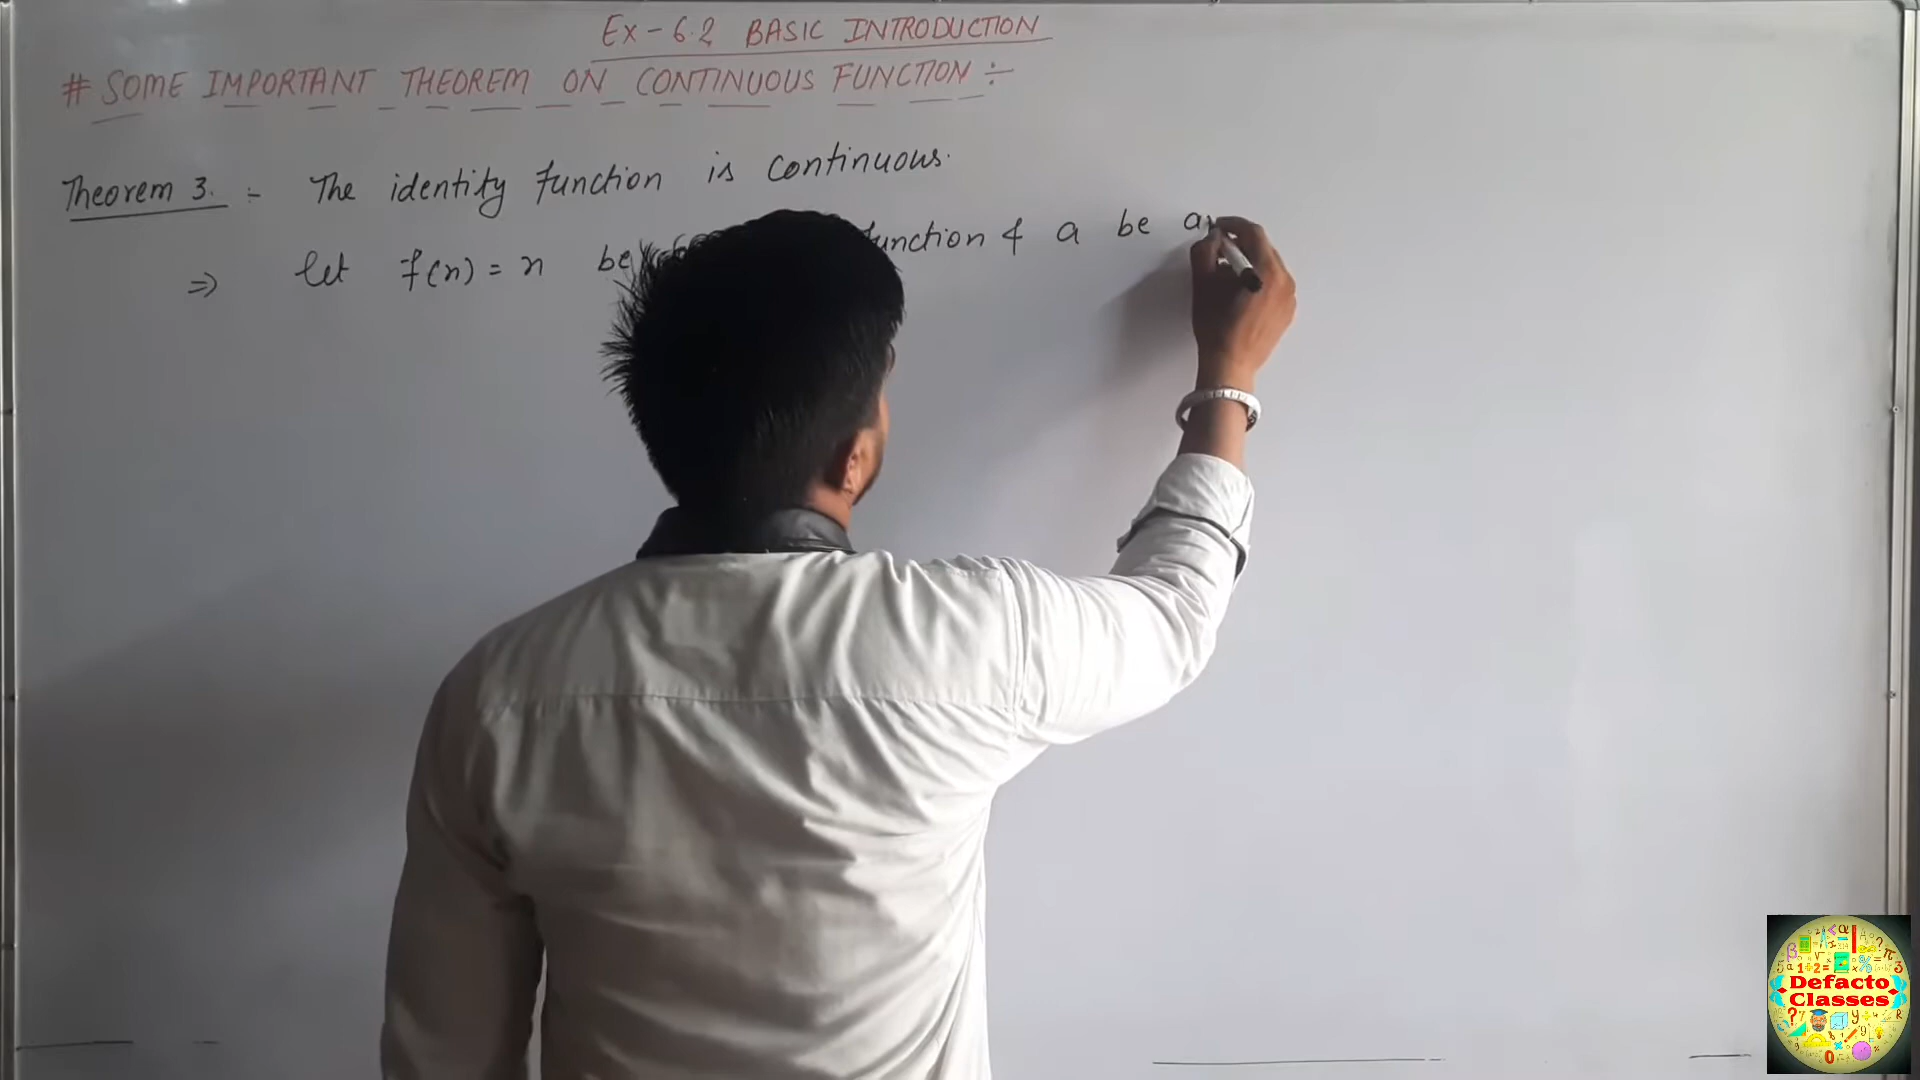 Ex - 6.2 BASIC INTRODUCTION
# SOME IMPORTANT THEOREM ON CONTINUOUS FUNCTION :-
Theorem 3. :- The identity function is continuous.
⇒ let f(x) = x be function & a be
Defacto
Classes